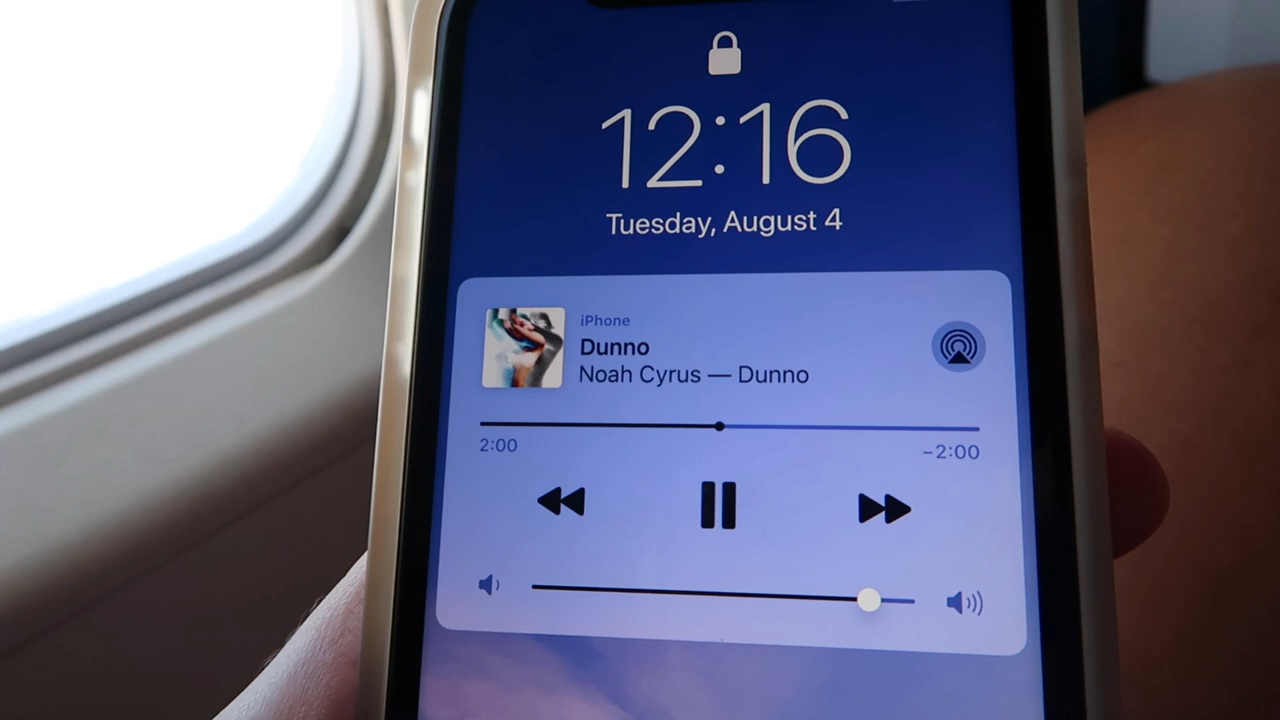 12:16
Tuesday, August 4
iPhone
Dunno
Noah Cyrus — Dunno
2:00
−2:00